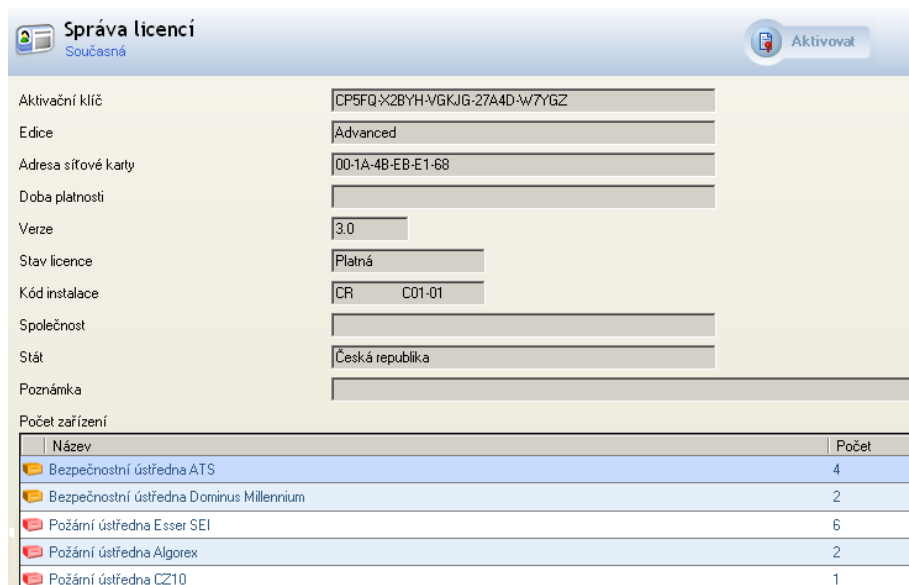 Správa licencí
Současná
Aktivovat
Aktivační klíč CP5FQ-X2BYH-VGKJG-27A4D-W7YGZ
Edice Advanced
Adresa síťové karty 00-1A-4B-EB-E1-68
Doba platnosti
Verze 3.0
Stav licence Platná
Kód instalace CR C01-01
Společnost
Stát Česká republika
Poznámka
Počet zařízení
Název Počet
Bezpečnostní ústředna ATS 4
Bezpečnostní ústředna Dominus Millennium 2
Požární ústředna Esser SEI 6
Požární ústředna Algorex 2
Požární ústředna CZ10 1